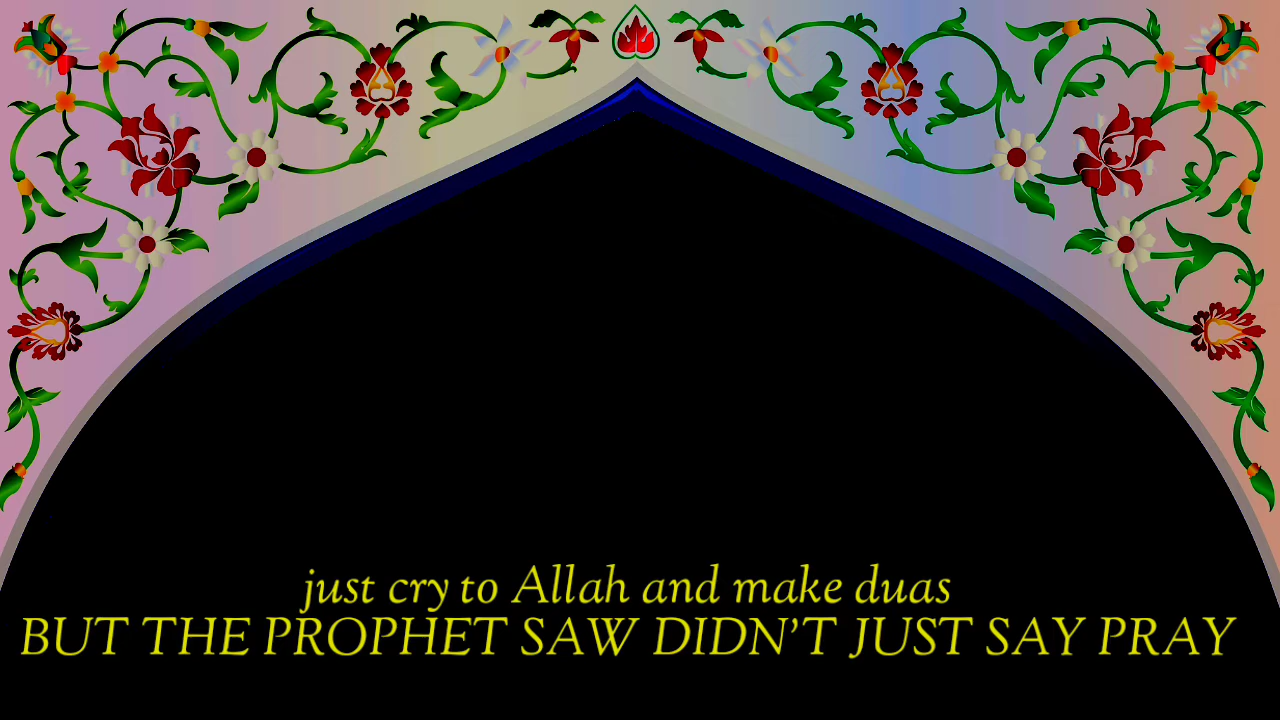 just cry to Allah and make duas
BUT THE PROPHET SAW DIDN'T JUST SAY PRAY